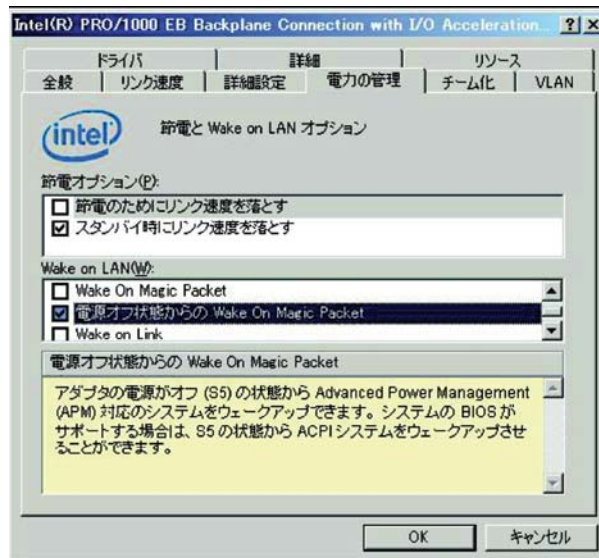 Intel(R) PRO/1000 EB Backplane Connection with I/O Acceleration...
ドライバ 詳細 リソース
全般 リンク速度 詳細設定 電力の管理 チーム化 VLAN
intel 節電と Wake on LAN オプション
節電オプション(P):
節電のためにリンク速度を落とす
スタンバイ時にリンク速度を落とす
Wake on LAN(W):
Wake On Magic Packet
電源オフ状態からの Wake On Magic Packet
Wake on Link
電源オフ状態からの Wake On Magic Packet
アダプタの電源がオフ (S5) の状態から Advanced Power Management
(APM) 対応のシステムをウェークアップできます。システムの BIOS が
サポートする場合は、S5 の状態から ACPI システムをウェークアップさせ
ることができます。
OK キャンセル